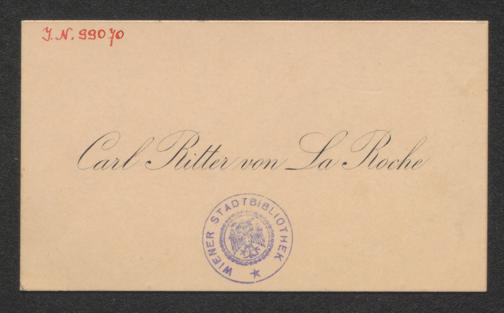 I.N. 99070
Carl Ritter von La Roche
WIENER STADTBIBLIOTHEK